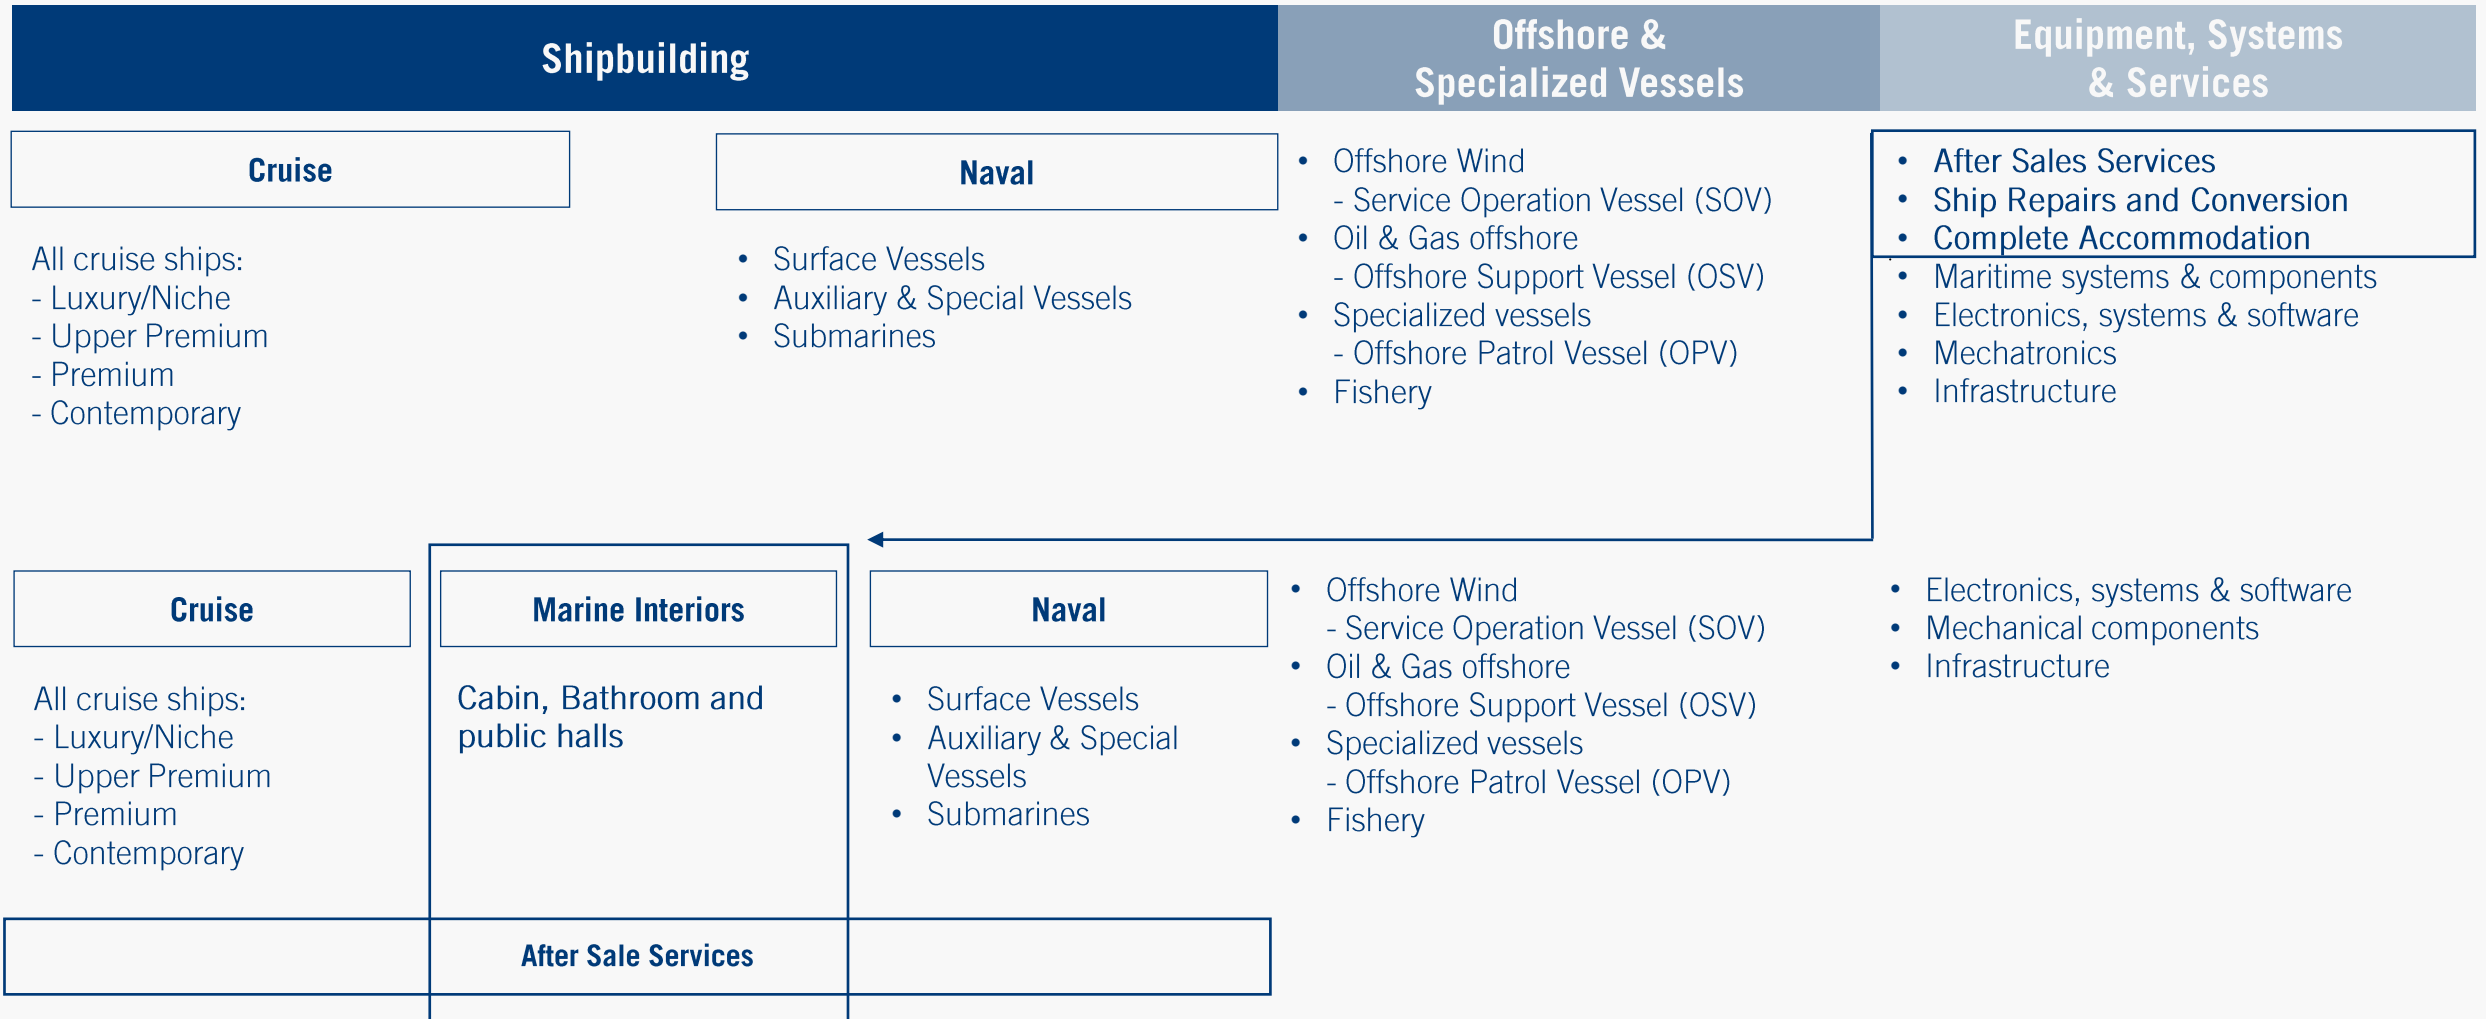 Shipbuilding
Offshore &
Specialized Vessels
Equipment, Systems
& Services
Cruise
All cruise ships:
- Luxury/Niche
- Upper Premium
- Premium
- Contemporary
Naval
• Surface Vessels
• Auxiliary & Special Vessels
• Submarines
• Offshore Wind
- Service Operation Vessel (SOV)
• Oil & Gas offshore
- Offshore Support Vessel (OSV)
• Specialized vessels
- Offshore Patrol Vessel (OPV)
• Fishery
• After Sales Services
• Ship Repairs and Conversion
• Complete Accommodation
• Maritime systems & components
• Electronics, systems & software
• Mechatronics
• Infrastructure
Cruise
All cruise ships:
- Luxury/Niche
- Upper Premium
- Premium
- Contemporary
Marine Interiors
Cabin, Bathroom and
public halls
Naval
• Surface Vessels
• Auxiliary & Special
Vessels
• Submarines
• Offshore Wind
- Service Operation Vessel (SOV)
• Oil & Gas offshore
- Offshore Support Vessel (OSV)
• Specialized vessels
- Offshore Patrol Vessel (OPV)
• Fishery
• Electronics, systems & software
• Mechanical components
• Infrastructure
After Sale Services